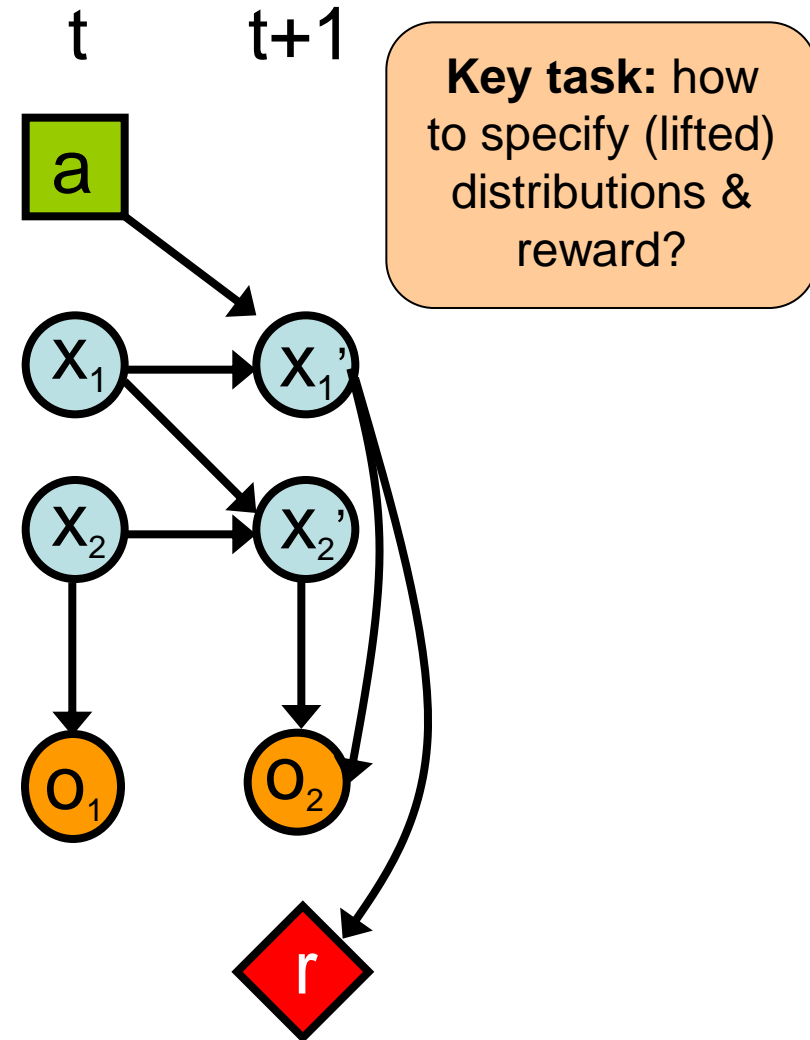 t t+1
Key task: how
to specify (lifted)
distributions &
reward?
a
x₁ x₁’
x₂ x₂’
o₁ o₂
r